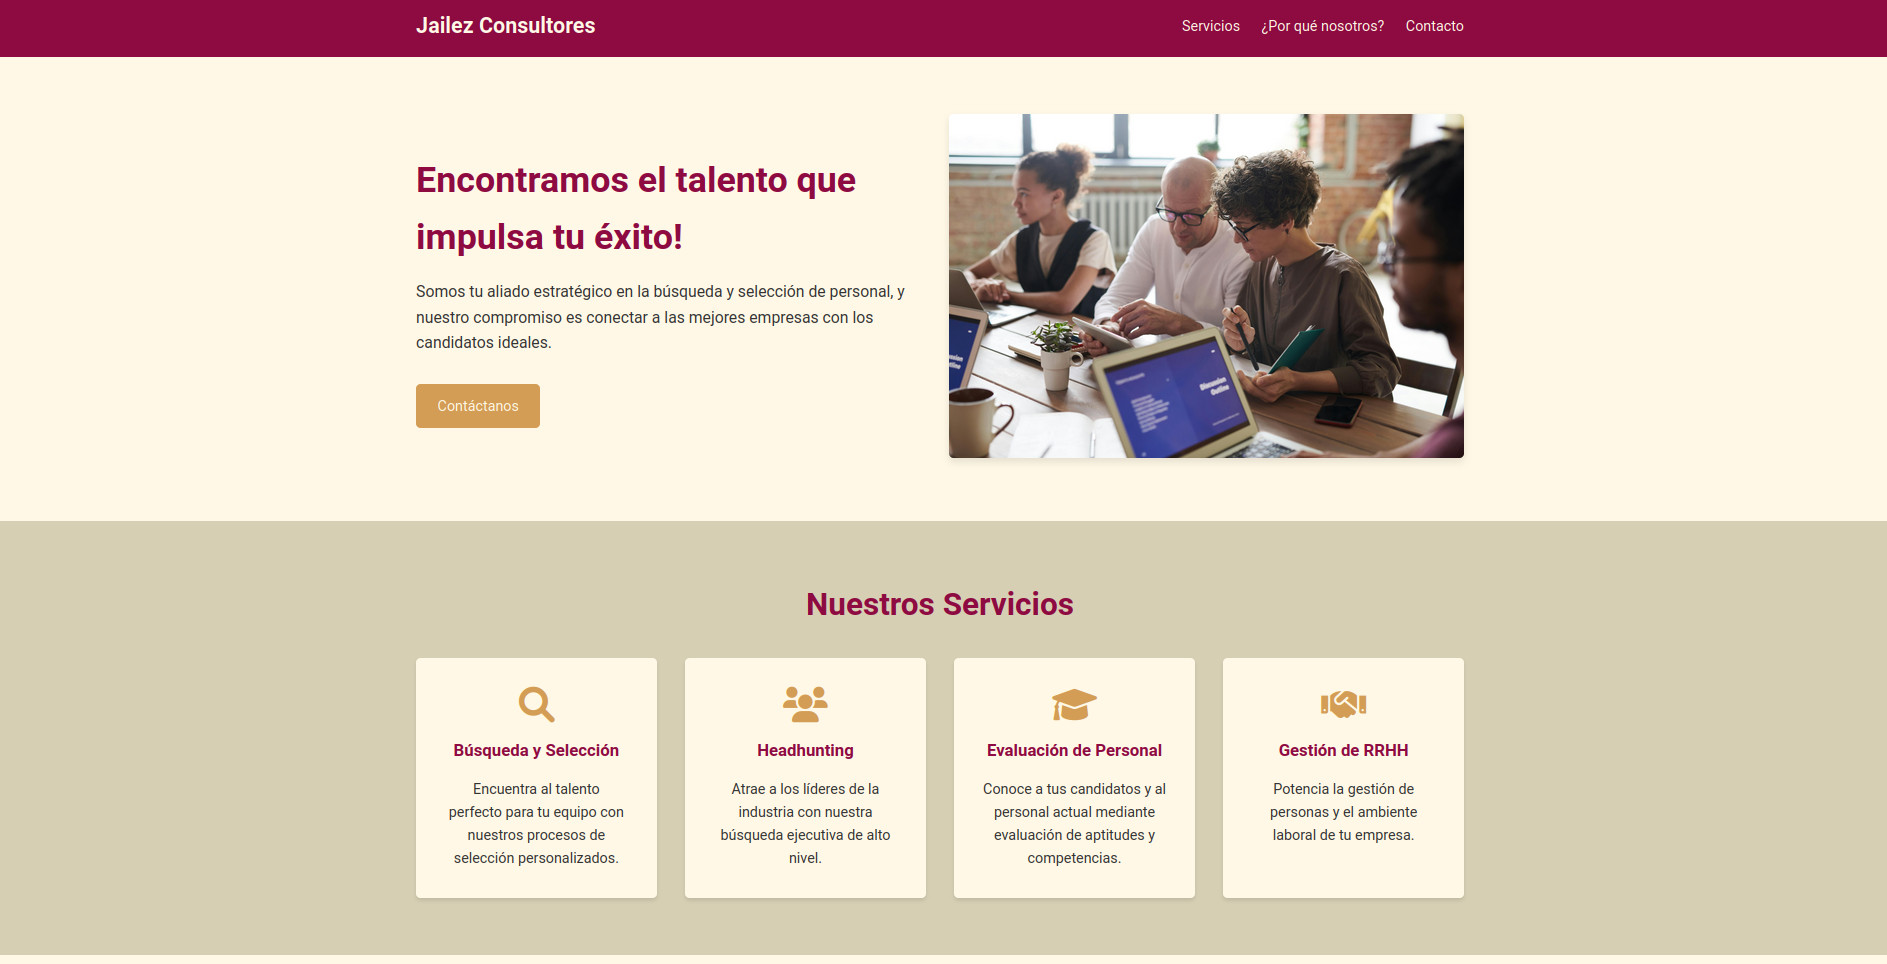 Jailez Consultores
Servicios ¿Por qué nosotros? Contacto
Encontramos el talento que
impulsa tu éxito!
Somos tu aliado estratégico en la búsqueda y selección de personal, y
nuestro compromiso es conectar a las mejores empresas con los
candidatos ideales.
Contáctanos
Discussion
Outline
Nuestros Servicios
Búsqueda y Selección
Encuentra al talento
perfecto para tu equipo con
nuestros procesos de
selección personalizados.
Headhunting
Atrae a los líderes de la
industria con nuestra
búsqueda ejecutiva de alto
nivel.
Evaluación de Personal
Conoce a tus candidatos y al
personal actual mediante
evaluación de aptitudes y
competencias.
Gestión de RRHH
Potencia la gestión de
personas y el ambiente
laboral de tu empresa.